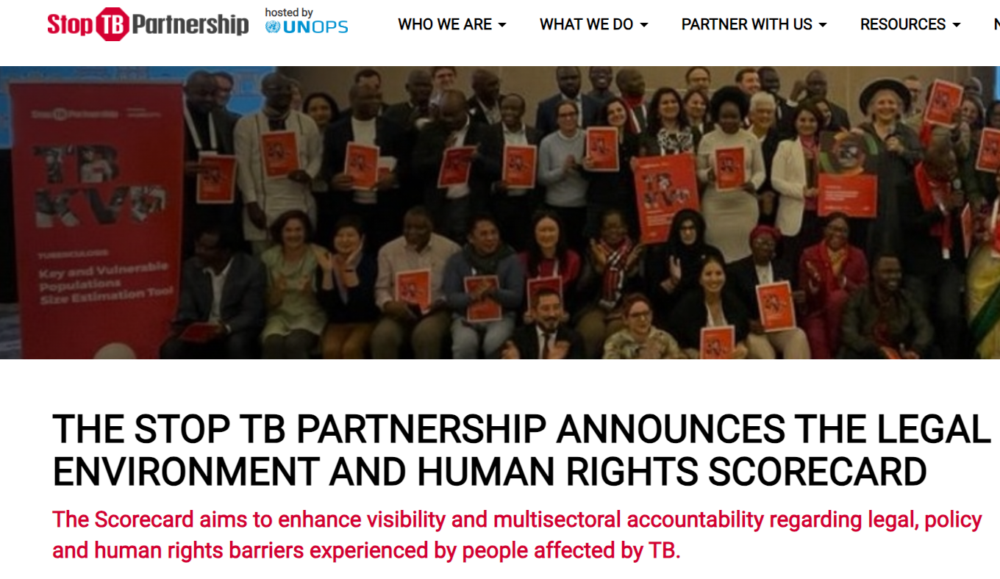 Stop TB Partnership
hosted by
UNOPS
WHO WE ARE
WHAT WE DO
PARTNER WITH US
RESOURCES
N
Stop TB Partnership
TB
KVP
TUBERCULOSIS
Key and Vulnerable
Populations
Size Estimation Tool
TB
KVP
THE STOP TB PARTNERSHIP ANNOUNCES THE LEGAL
ENVIRONMENT AND HUMAN RIGHTS SCORECARD
The Scorecard aims to enhance visibility and multisectoral accountability regarding legal, policy
and human rights barriers experienced by people affected by TB.